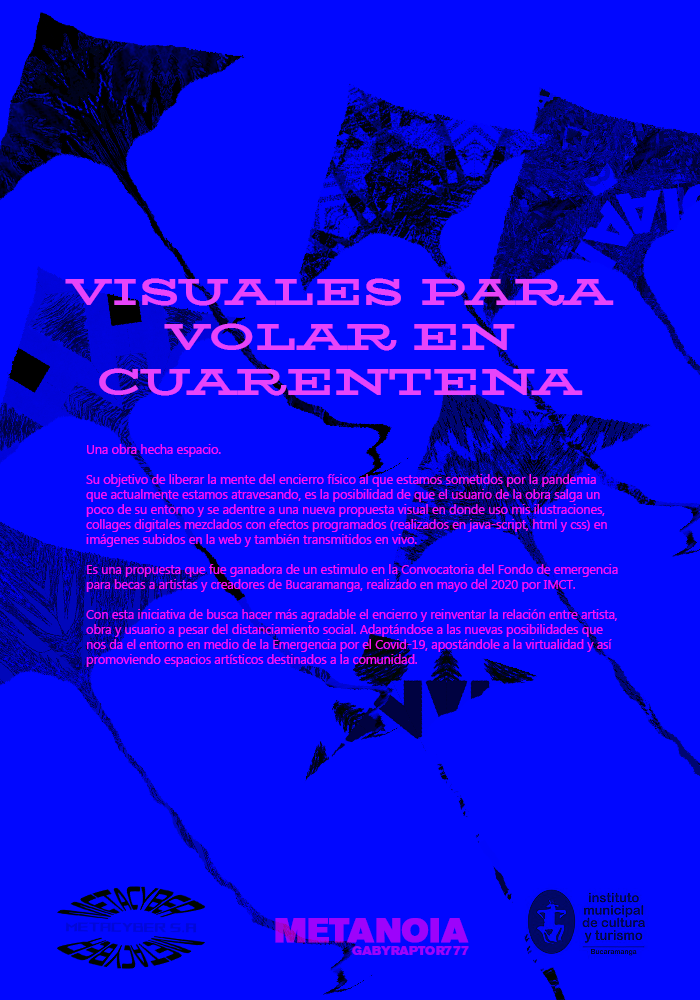 VISUALES PARA
VOLAR EN
CUARENTENA
Una obra hecha espacio.
Su objetivo de liberar la mente del encierro físico al que estamos sometidos por la pandemia
que actualmente estamos atravesando, es la posibilidad de que el usuario de la obra salga un
poco de su entorno y se adentre a una nueva propuesta visual en donde uso mis ilustraciones,
collages digitales mezclados con efectos programados (realizados en java-script, html y css) en
imágenes subidos en la web y también transmitidos en vivo.
Es una propuesta que fue ganadora de un estimulo en la Convocatoria del Fondo de emergencia
para becas a artistas y creadores de Bucaramanga, realizado en mayo del 2020 por IMCT.
Con esta iniciativa de busca hacer más agradable el encierro y reinventar la relación entre artista,
obra y usuario a pesar del distanciamiento social. Adaptándose a las nuevas posibilidades que
nos da el entorno en medio de la Emergencia por el Covid-19, apostándole a la virtualidad y así
promoviendo espacios artísticos destinados a la comunidad.
METACYBER
METACYBER
METANOIA
GABYRAPTOR777
instituto
municipal
de cultura
y turismo
Bucaramanga